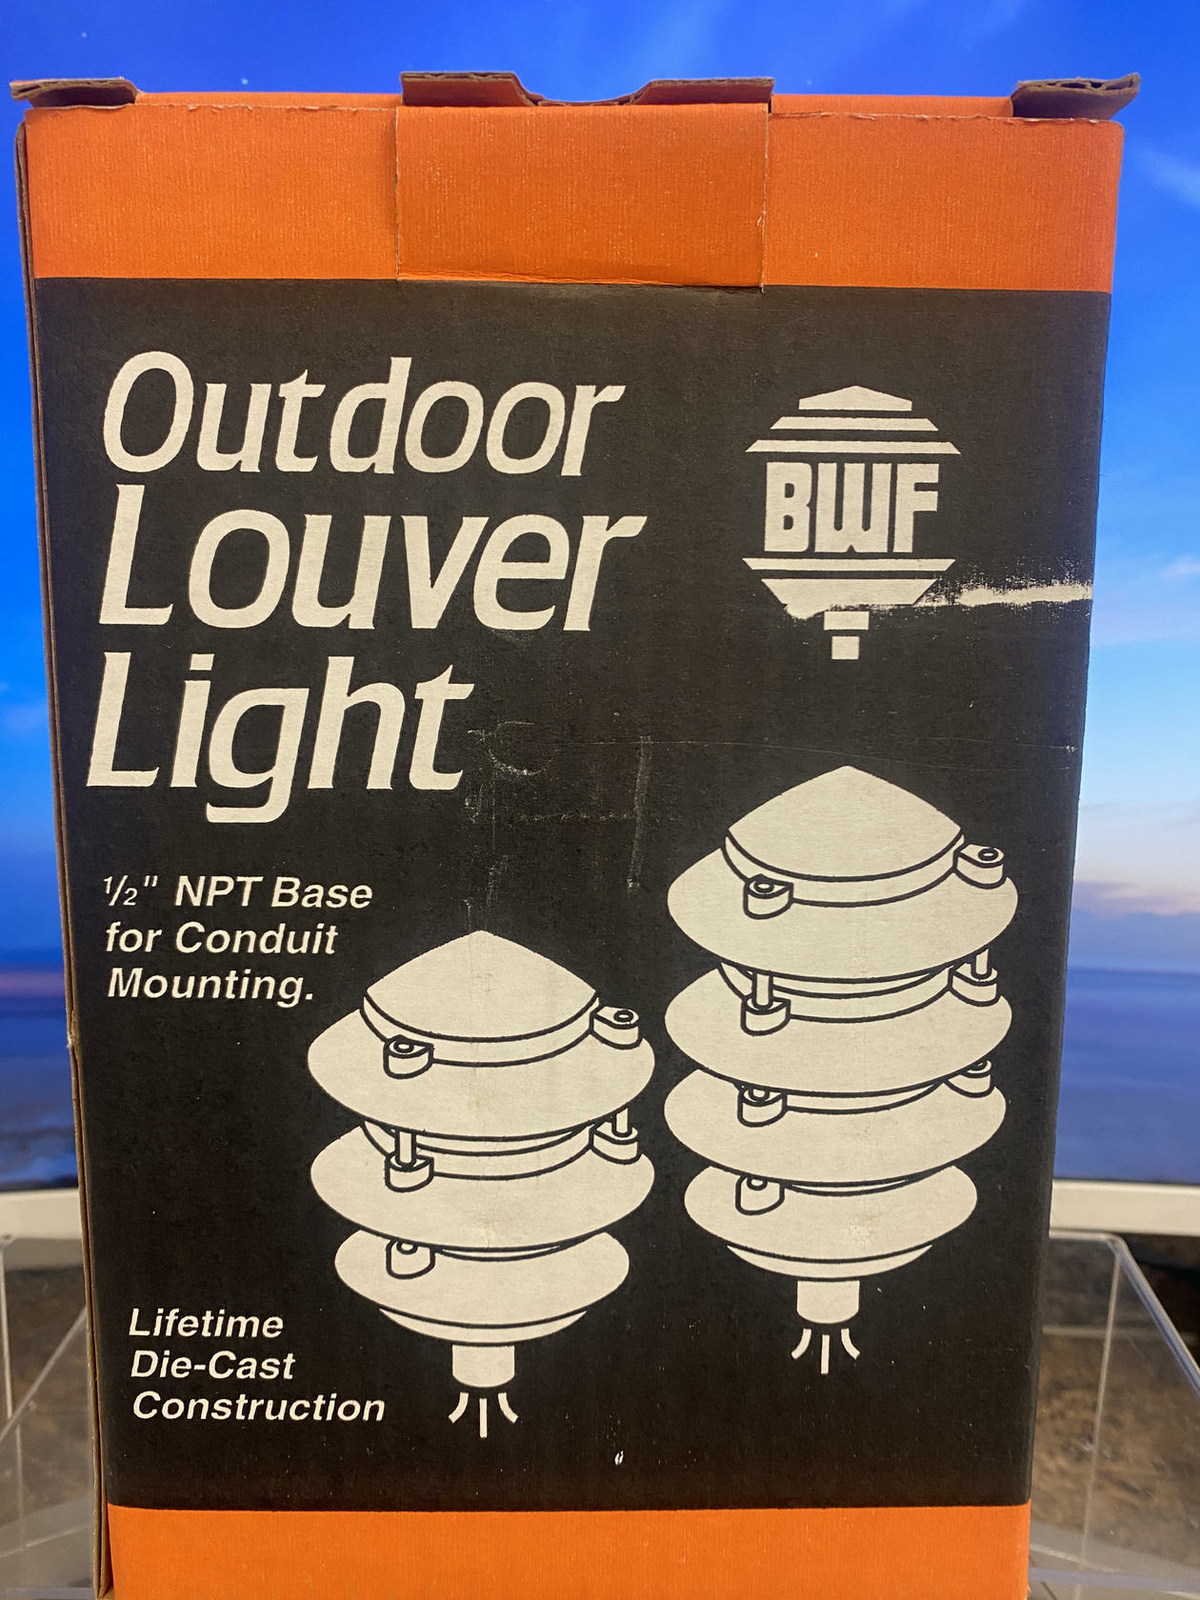 Outdoor
Louver
Light
BWF
1/2" NPT Base
for Conduit
Mounting.
Lifetime
Die-Cast
Construction